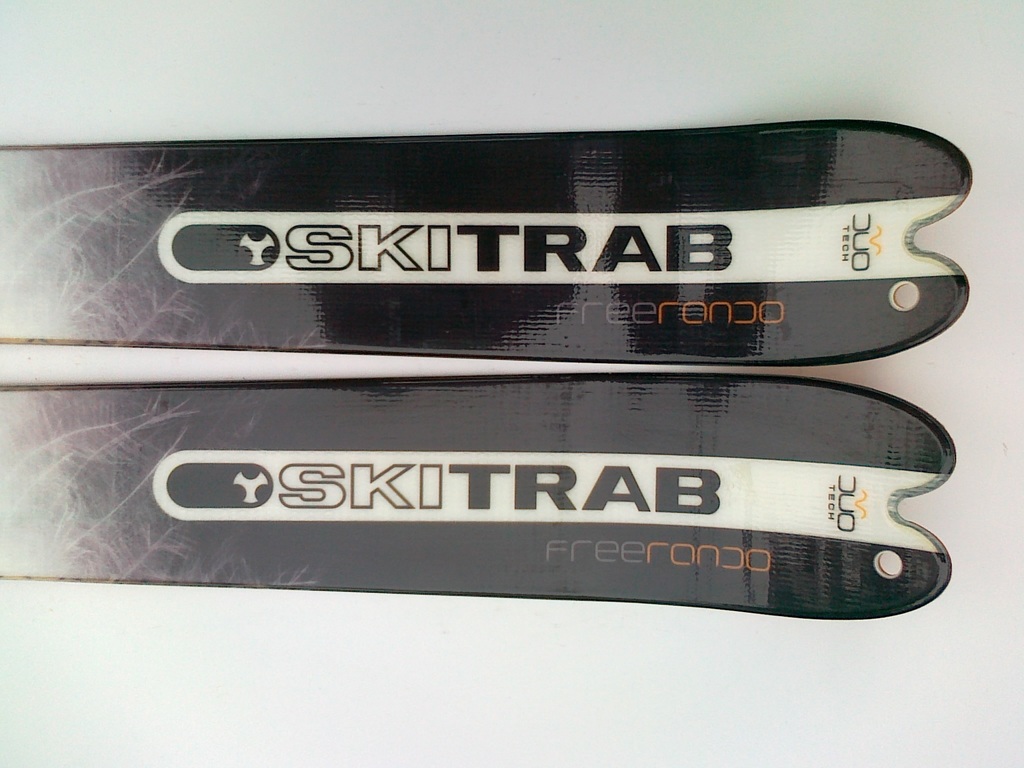 SKITRAB
DUO
TECH
Freerando
SKITRAB
DUO
TECH
Freerando